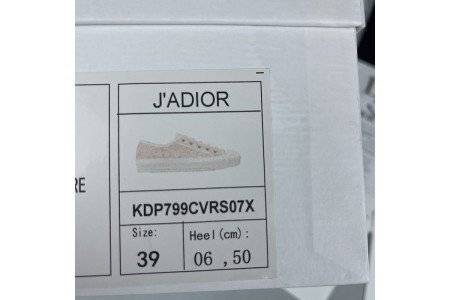 J'ADIOR
RE
KDP799CVRS07X
Size:
Heel(cm):
39
06 ,50